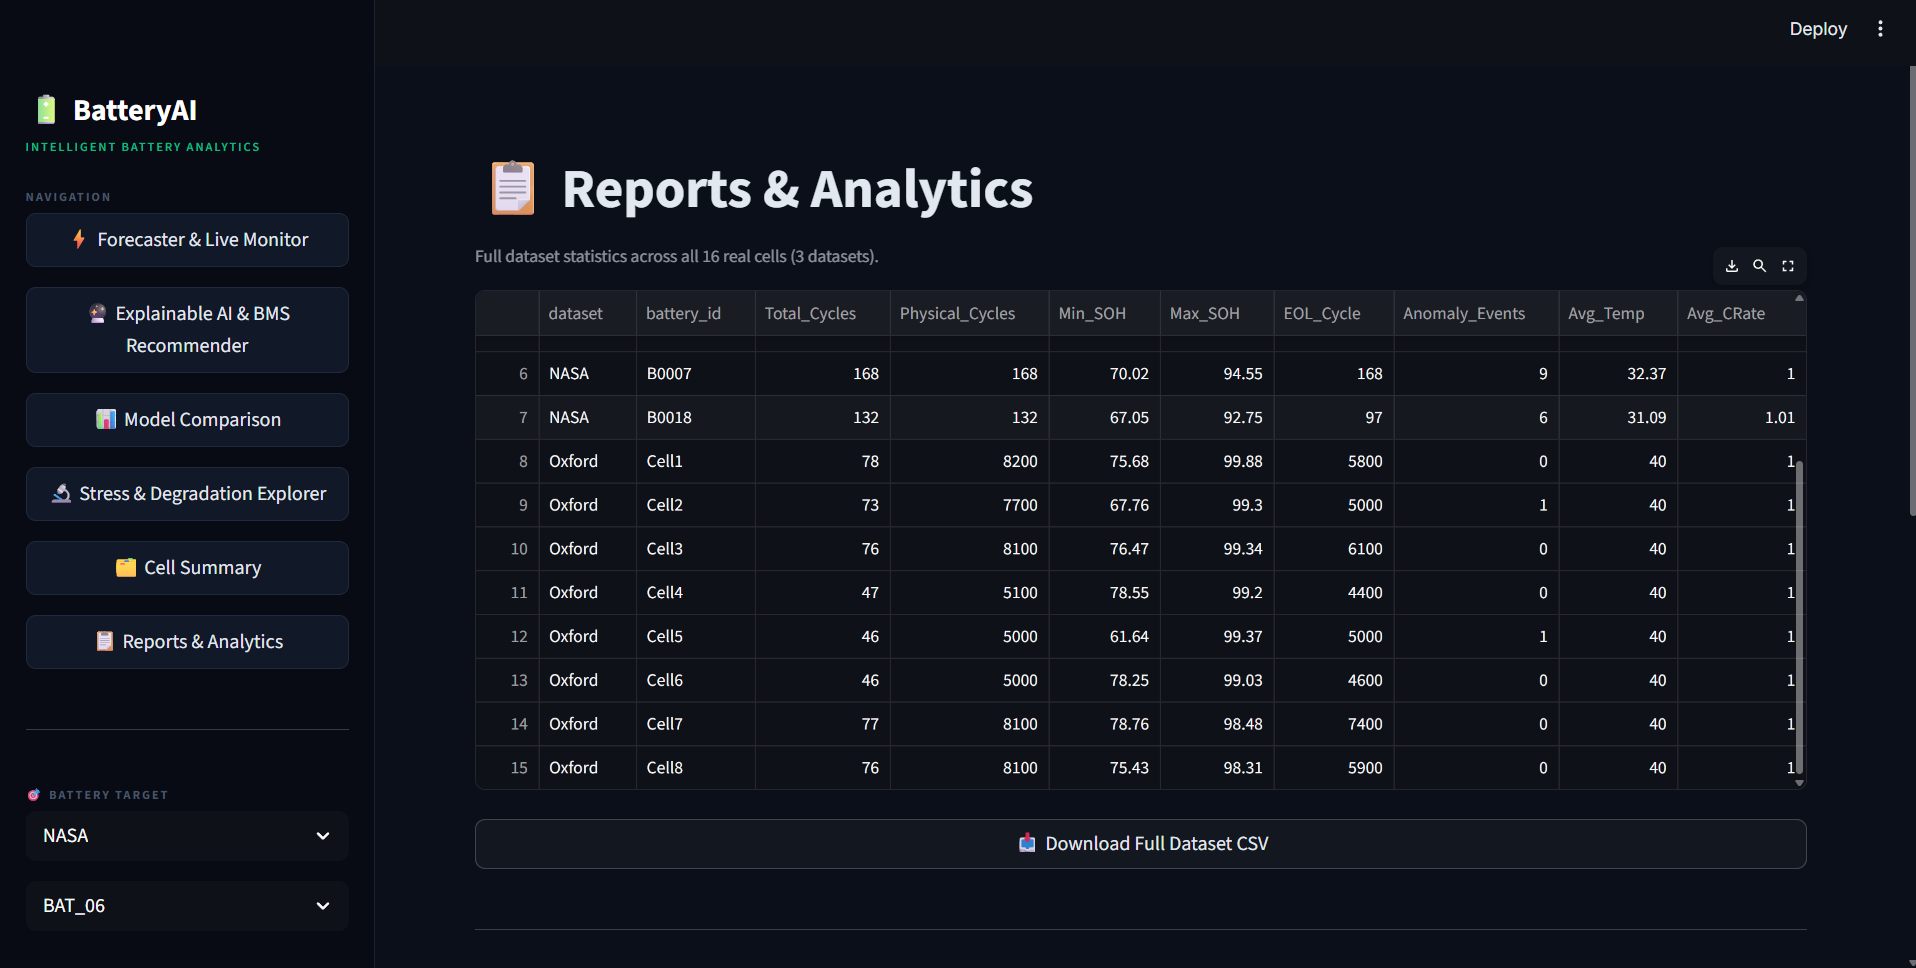 Deploy
BatteryAI
INTELLIGENT BATTERY ANALYTICS
NAVIGATION
Forecaster & Live Monitor
Explainable AI & BMS
Recommender
Model Comparison
Stress & Degradation Explorer
Cell Summary
Reports & Analytics
BATTERY TARGET
NASA
BAT_06
Reports & Analytics
Full dataset statistics across all 16 real cells (3 datasets).
dataset battery_id Total_Cycles Physical_Cycles Min_SOH Max_SOH EOL_Cycle Anomaly_Events Avg_Temp Avg_CRate
6 NASA B0007 168 168 70.02 94.55 168 9 32.37 1
7 NASA B0018 132 132 67.05 92.75 97 6 31.09 1.01
8 Oxford Cell1 78 8200 75.68 99.88 5800 0 40 1
9 Oxford Cell2 73 7700 67.76 99.3 5000 1 40 1
10 Oxford Cell3 76 8100 76.47 99.34 6100 0 40 1
11 Oxford Cell4 47 5100 78.55 99.2 4400 0 40 1
12 Oxford Cell5 46 5000 61.64 99.37 5000 1 40 1
13 Oxford Cell6 46 5000 78.25 99.03 4600 0 40 1
14 Oxford Cell7 77 8100 78.76 98.48 7400 0 40 1
15 Oxford Cell8 76 8100 75.43 98.31 5900 0 40 1
Download Full Dataset CSV